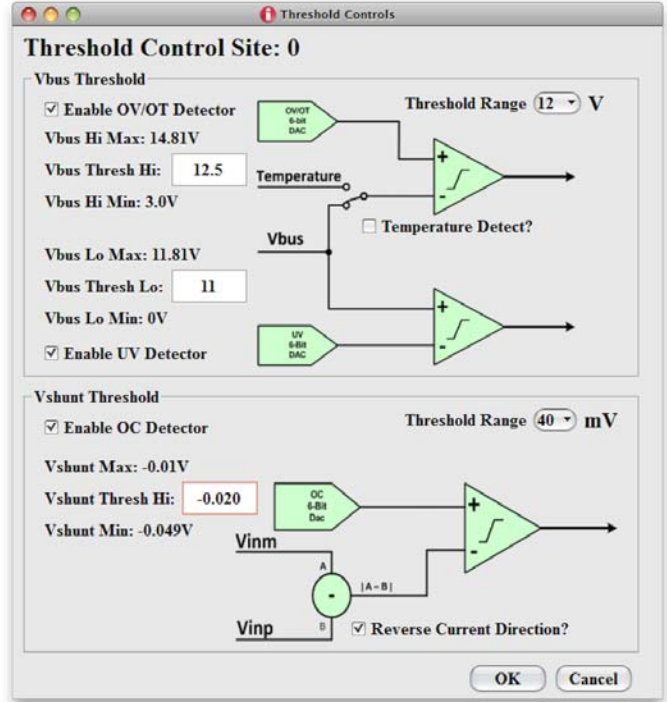 Threshold Controls
Threshold Control Site: 0
Vbus Threshold
Enable OV/OT Detector
OV/OT
6-bit
DAC
Threshold Range 12 V
Vbus Hi Max: 14.81V
Vbus Thresh Hi: 12.5
Vbus Hi Min: 3.0V
Temperature
+
-
Temperature Detect?
Vbus
Vbus Lo Max: 11.81V
Vbus Thresh Lo: 11
Vbus Lo Min: 0V
Enable UV Detector
UV
6-Bit
DAC
+
-
Vshunt Threshold
Enable OC Detector
Threshold Range 40 mV
Vshunt Max: -0.01V
Vshunt Thresh Hi: -0.020
Vshunt Min: -0.049V
OC
6-Bit
Dac
+
-
Vinm
A
-
|A-B|
B
Vinp
Reverse Current Direction?
OK Cancel